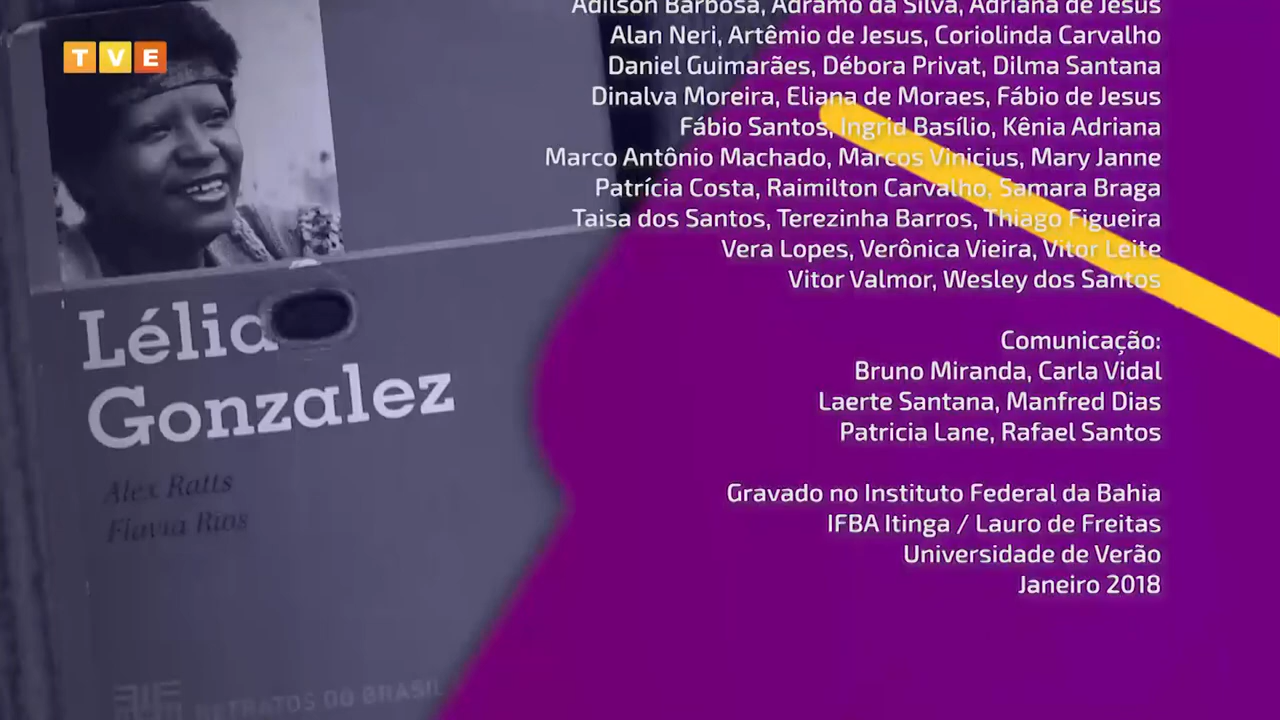 TVE
Adilson Barbosa, Adramo da Silva, Adriana de Jesus
Alan Neri, Artêmio de Jesus, Coriolinda Carvalho
Daniel Guimarães, Débora Privat, Dilma Santana
Dinalva Moreira, Eliana de Moraes, Fábio de Jesus
Fábio Santos, Ingrid Basílio, Kênia Adriana
Marco Antônio Machado, Marcos Vinicius, Mary Janne
Patrícia Costa, Raimilton Carvalho, Samara Braga
Taisa dos Santos, Terezinha Barros, Thiago Figueira
Vera Lopes, Verônica Vieira, Vitor Leite
Vitor Valmor, Wesley dos Santos
Comunicação:
Bruno Miranda, Carla Vidal
Laerte Santana, Manfred Dias
Patricia Lane, Rafael Santos
Gravado no Instituto Federal da Bahia
IFBA Itinga / Lauro de Freitas
Universidade de Verão
Janeiro 2018
Lélia
Gonzalez
Alex Ratts
Flavia Rios
RETRATOS DO BRASIL